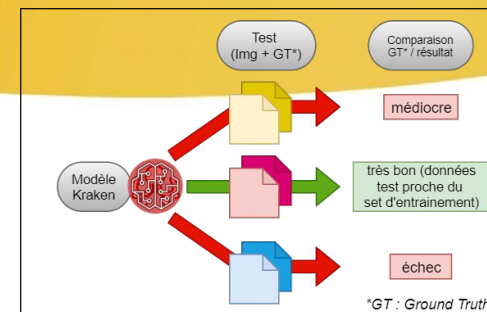 Test
(Img + GT*)
Comparaison
GT* / résultat
médiocre
Modèle
Kraken
très bon (données
test proche du
set d'entrainement)
échec
*GT : Ground Truth